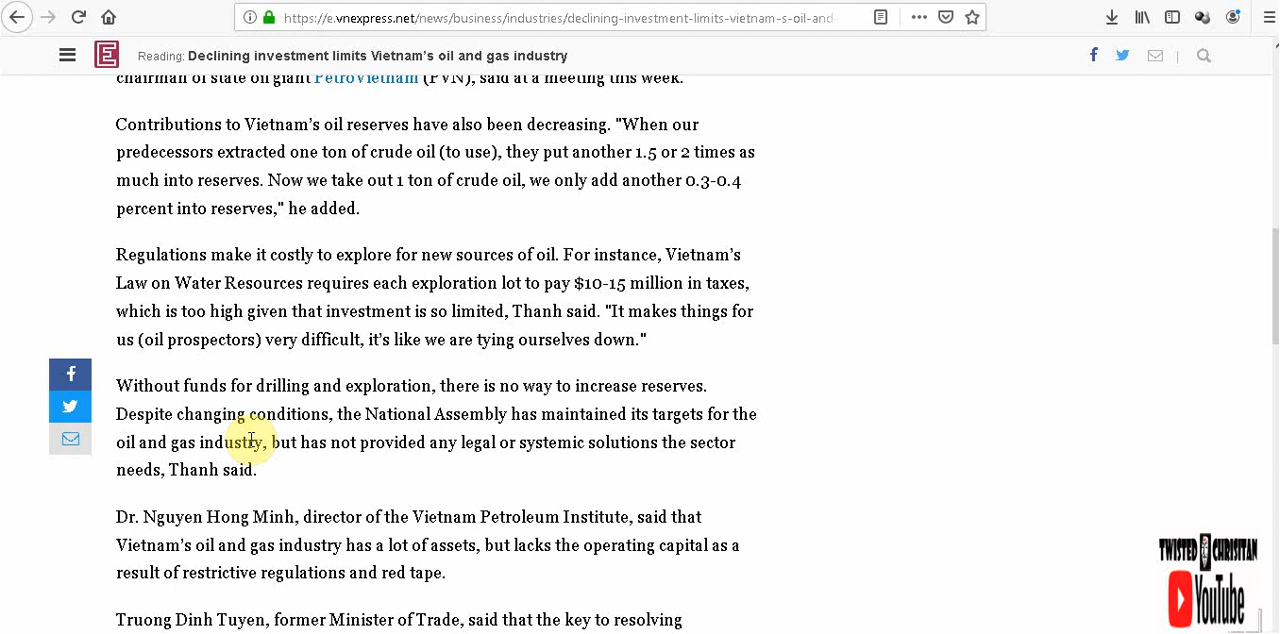 https://e.vnexpress.net/news/business/industries/declining-investment-limits-vietnam-s-oil-and-
Reading: Declining investment limits Vietnam's oil and gas industry
chairman of state oil giant PetroVietnam (PVN), said at a meeting this week.
Contributions to Vietnam's oil reserves have also been decreasing. "When our
predecessors extracted one ton of crude oil (to use), they put another 1.5 or 2 times as
much into reserves. Now we take out 1 ton of crude oil, we only add another 0.3-0.4
percent into reserves," he added.
Regulations make it costly to explore for new sources of oil. For instance, Vietnam's
Law on Water Resources requires each exploration lot to pay $10-15 million in taxes,
which is too high given that investment is so limited, Thanh said. "It makes things for
us (oil prospectors) very difficult, it's like we are tying ourselves down."
Without funds for drilling and exploration, there is no way to increase reserves.
Despite changing conditions, the National Assembly has maintained its targets for the
oil and gas industry, but has not provided any legal or systemic solutions the sector
needs, Thanh said.
Dr. Nguyen Hong Minh, director of the Vietnam Petroleum Institute, said that
Vietnam's oil and gas industry has a lot of assets, but lacks the operating capital as a
result of restrictive regulations and red tape.
Truong Dinh Tuyen, former Minister of Trade, said that the key to resolving
TWISTED CHRISITAN
YouTube